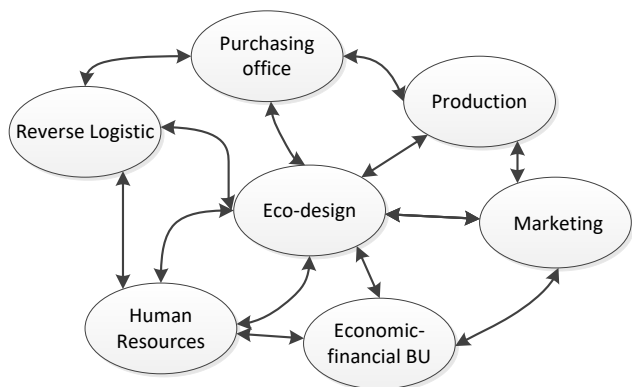 Purchasing
office
Production
Reverse Logistic
Eco-design
Marketing
Human
Resources
Economic-
financial BU